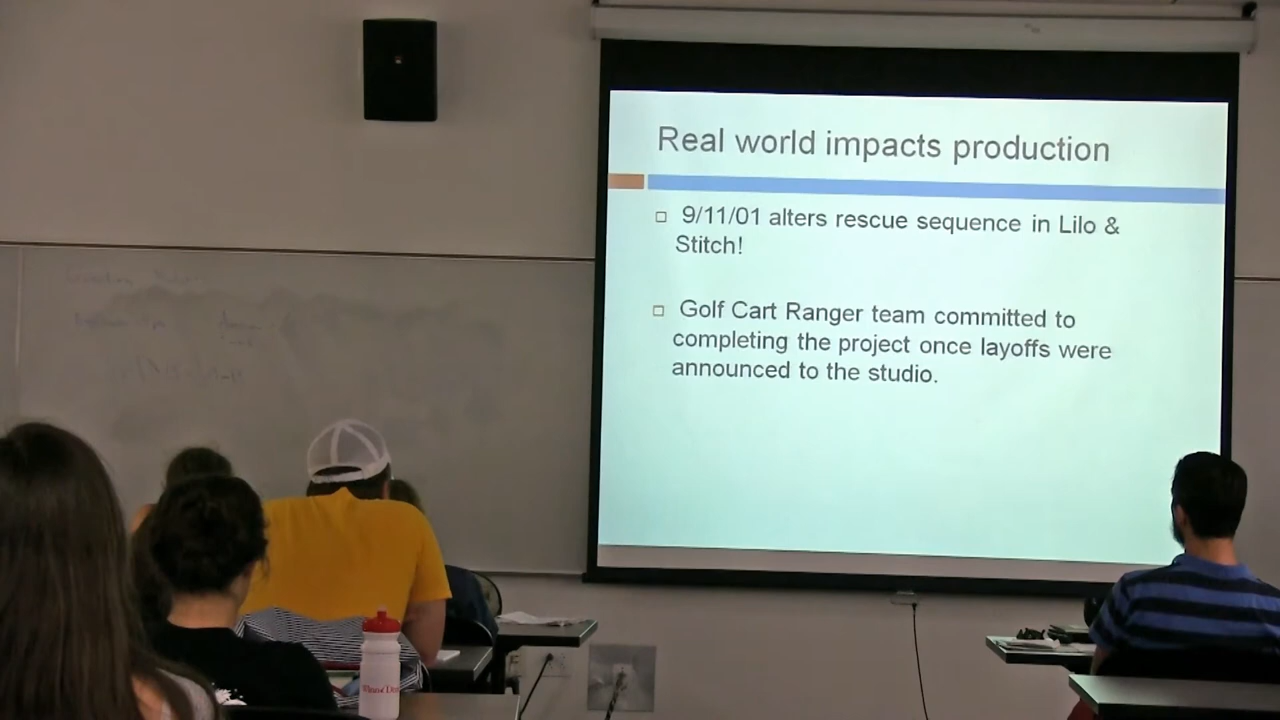 Real world impacts production
□ 9/11/01 alters rescue sequence in Lilo &
Stitch!
□ Golf Cart Ranger team committed to
completing the project once layoffs were
announced to the studio.